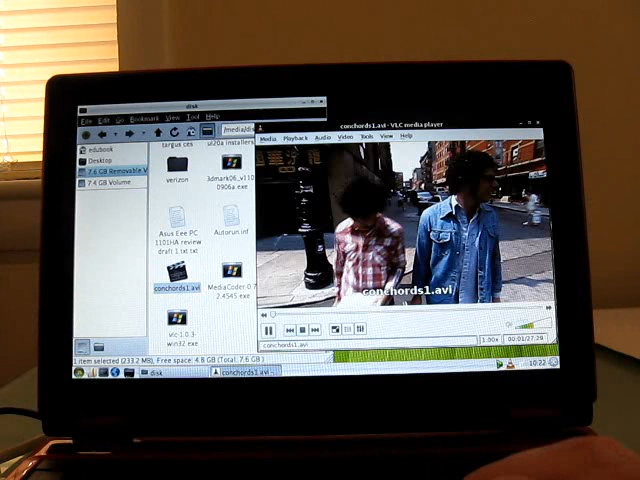 disk
File Edit Go Bookmark View Tool Help
/media/dis
conchords1.avi - VLC media player
Media Playback Audio Video Tools View Help
edubook
Desktop
7.6 GB Removable V
7.4 GB Volume
targus ces
ul20a installers
verizon
3dmark06_v110
0906a.exe
Asus Eee PC
1101HA review
draft 1.txt.txt
Autorun.inf
conchords1.avi
MediaCoder-0.7
.2.4545.exe
vlc-1.0.3-
win32.exe
conchords1.avi
conchords1.avi
1.00x
00:01/27:29
1 item selected (233.2 MB), Free space: 4.8 GB (Total: 7.6 GB)
disk
conchords1.avi -
10:22